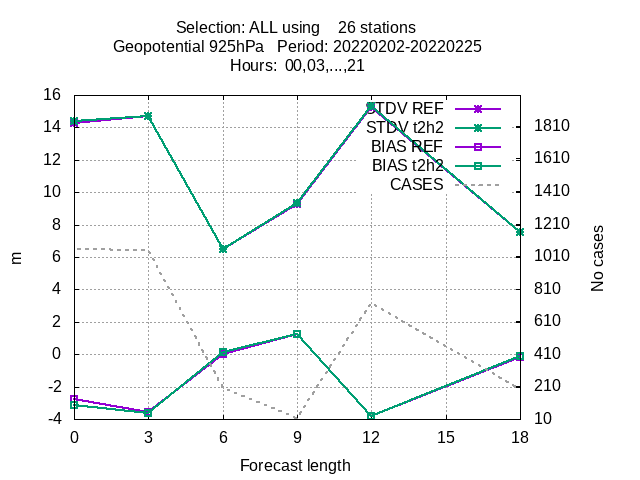 Selection: ALL using    26 stations
Geopotential 925hPa   Period: 20220202-20220225
Hours:  00,03,...,21
STDV REF
STDV t2h2
BIAS REF
BIAS t2h2
CASES
16
14
12
10
8
6
4
2
0
-2
-4
m
1810
1610
1410
1210
1010
810
610
410
210
10
No cases
0 3 6 9 12 15 18
Forecast length